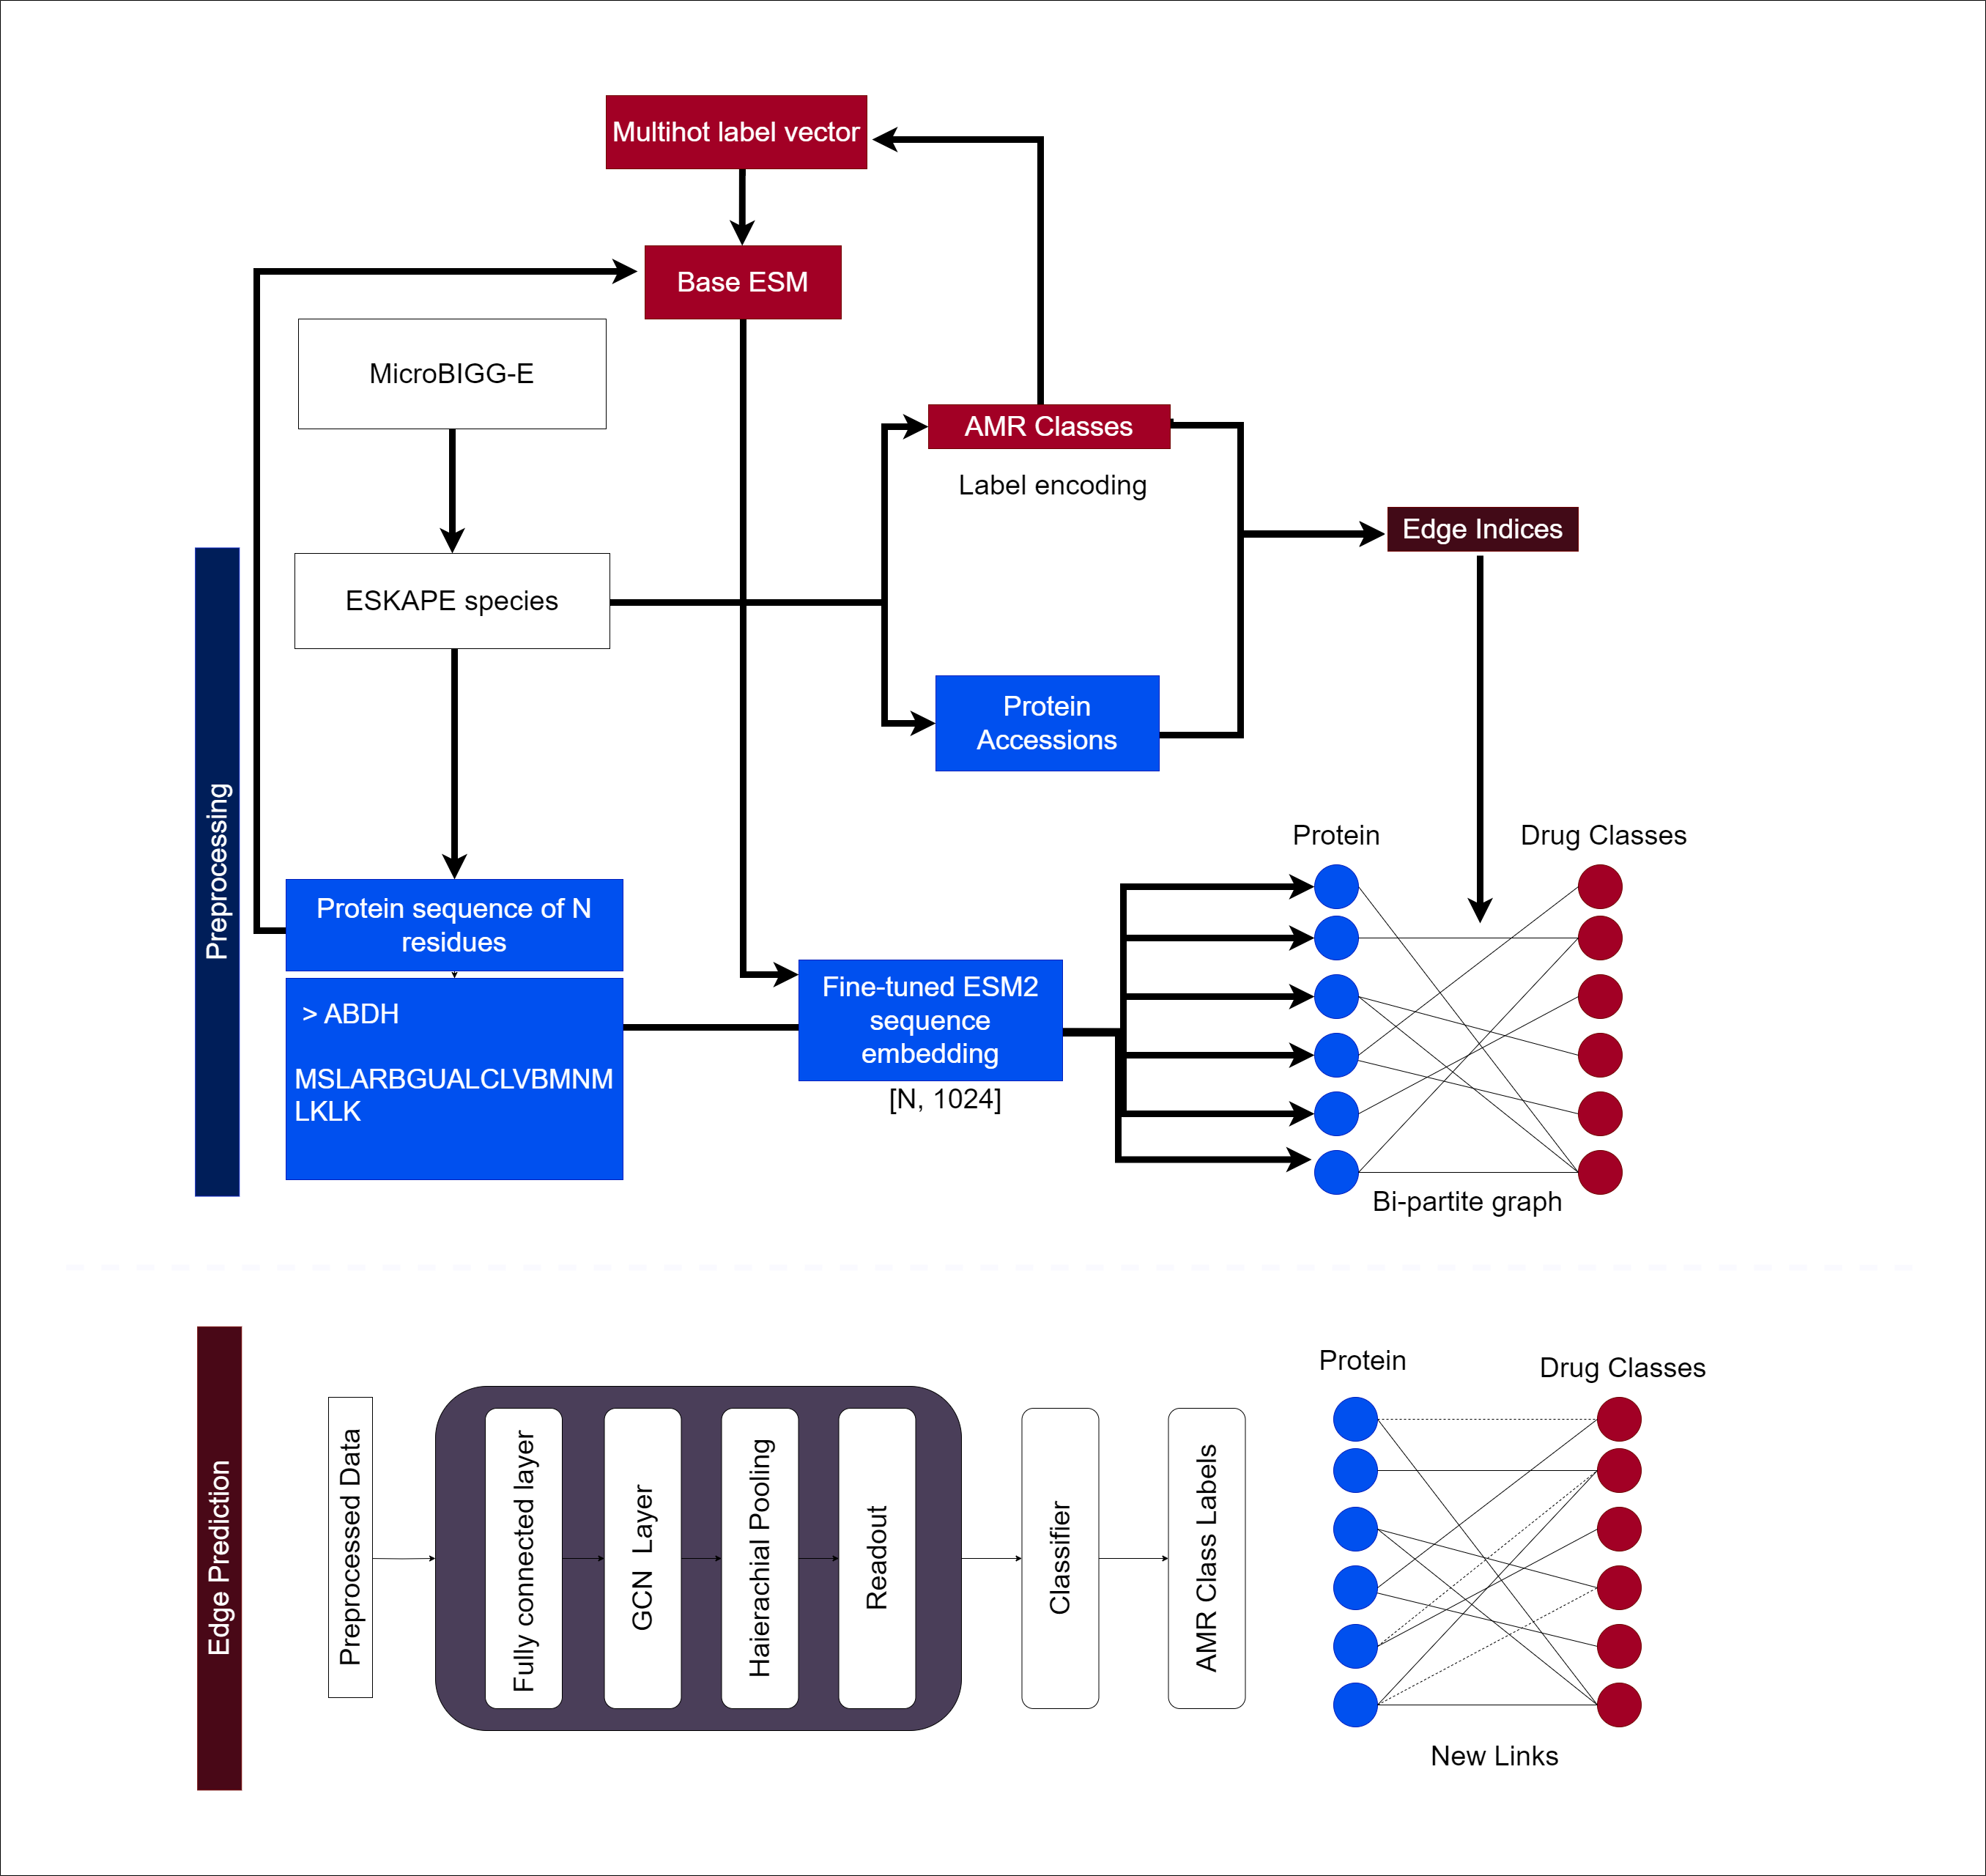 Multihot label vector
Base ESM
MicroBIGG-E
AMR Classes
Label encoding
Edge Indices
ESKAPE species
Protein
Accessions
Preprocessing
Protein sequence of N
residues
> ABDH
MSLARBGUALCLVBMNM
LKLK
Fine-tuned ESM2
sequence
embedding
[N, 1024]
Protein
Drug Classes
Bi-partite graph
Edge Prediction
Preprocessed Data
Fully connected layer
GCN Layer
Haierachial Pooling
Readout
Classifier
AMR Class Labels
Protein
Drug Classes
New Links